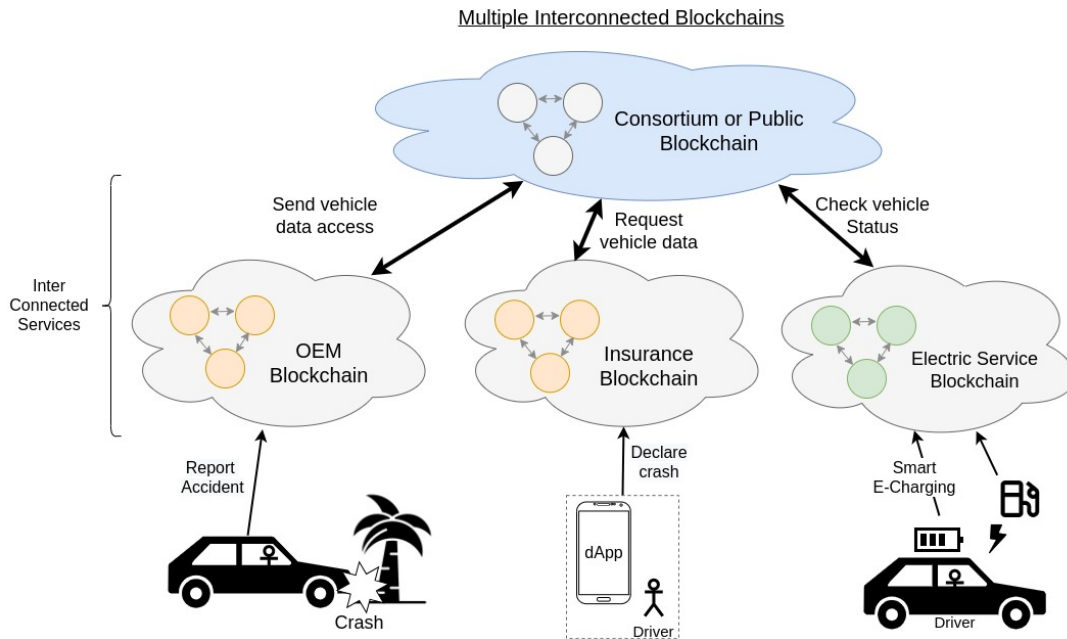 Multiple Interconnected Blockchains
Consortium or Public
Blockchain
Send vehicle
data access
Request
vehicle data
Check vehicle
Status
Inter
Connected
Services
OEM
Blockchain
Insurance
Blockchain
Electric Service
Blockchain
Report
Accident
Declare
crash
Smart
E-Charging
dApp
Crash
Driver
Driver